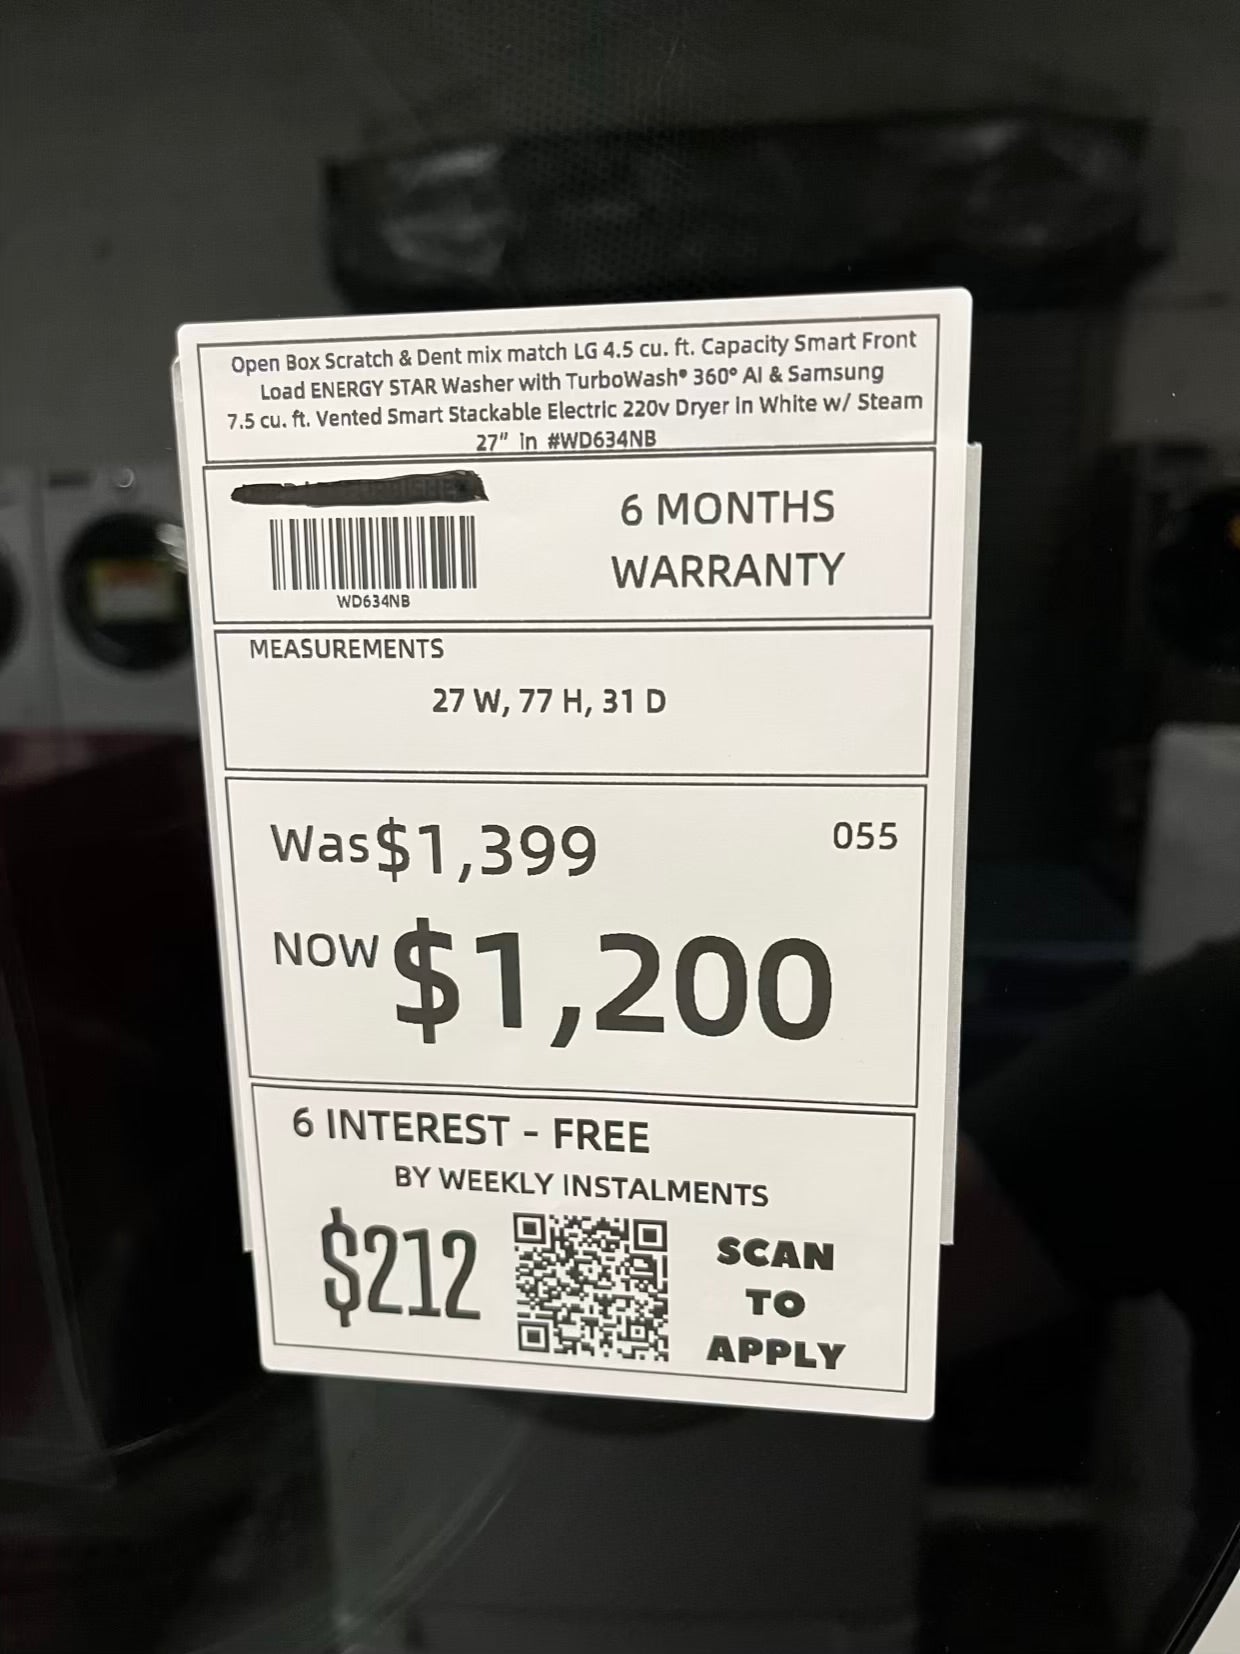 Open Box Scratch & Dent mix match LG 4.5 cu. ft. Capacity Smart Front
Load ENERGY STAR Washer with TurboWash® 360° AI & Samsung
7.5 cu. ft. Vented Smart Stackable Electric 220v Dryer in White w/ Steam
27" in #WD634NB
6 MONTHS
WARRANTY
WD634NB
MEASUREMENTS
27 W, 77 H, 31 D
Was $1,399
055
NOW $1,200
6 INTEREST - FREE
BY WEEKLY INSTALMENTS
$212
SCAN
TO
APPLY